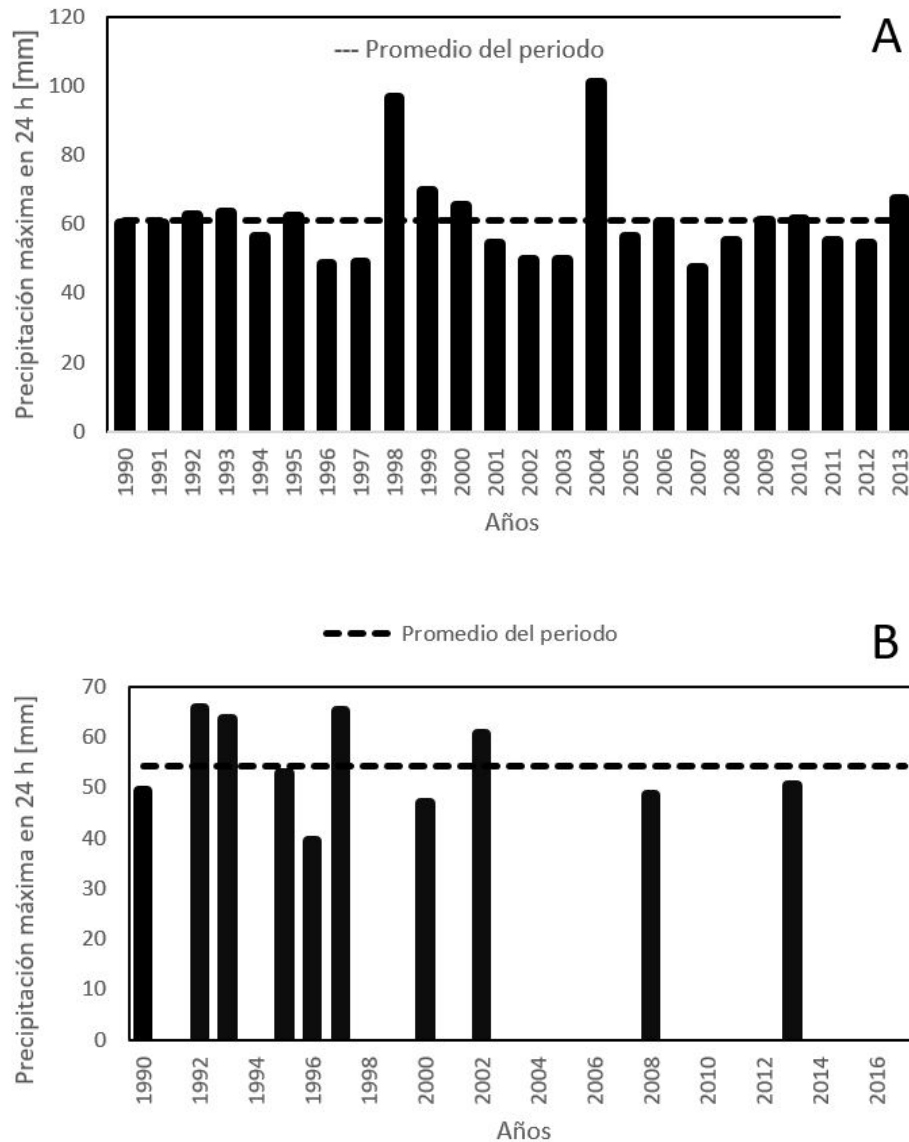 A
--- Promedio del periodo
Precipitación máxima en 24 h [mm]
120
100
80
60
40
20
0
1990 1991 1992 1993 1994 1995 1996 1997 1998 1999 2000 2001 2002 2003 2004 2005 2006 2007 2008 2009 2010 2011 2012 2013
Años
Promedio del periodo
B
Precipitación máxima en 24 h [mm]
70
60
50
40
30
20
10
0
1990 1992 1994 1996 1998 2000 2002 2004 2006 2008 2010 2012 2014 2016
Años